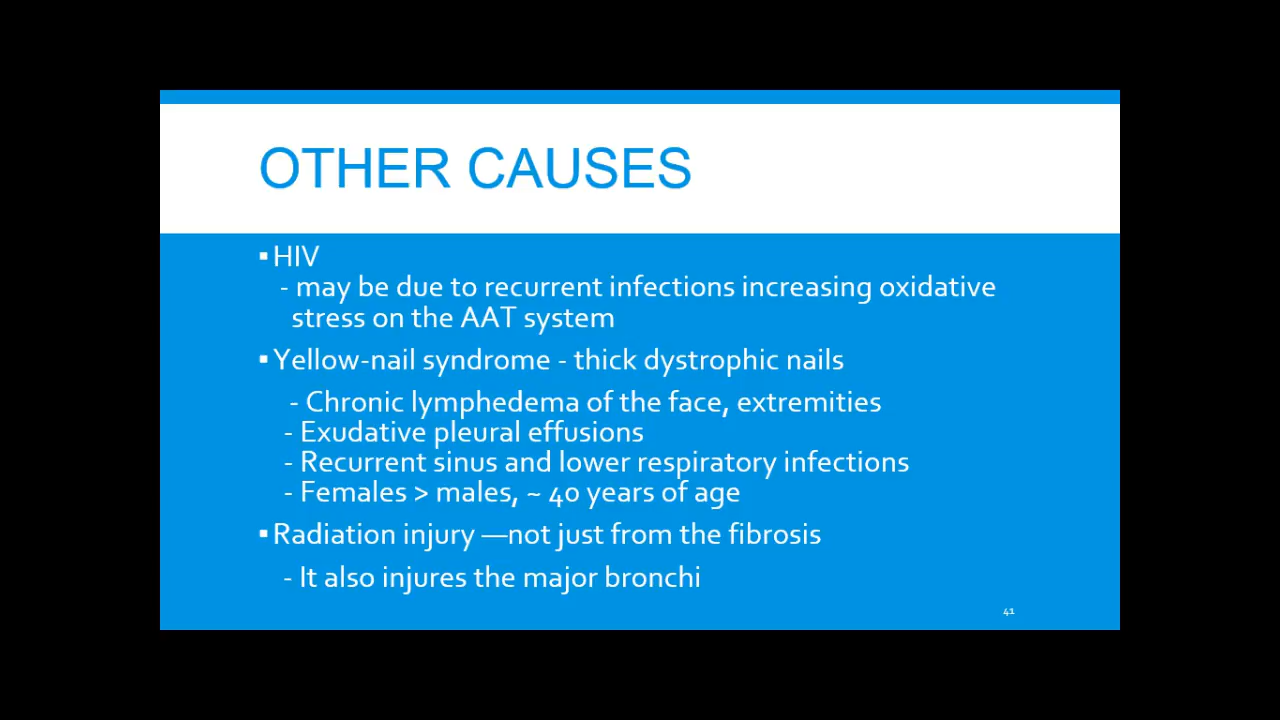 OTHER CAUSES
▪ HIV
- may be due to recurrent infections increasing oxidative
stress on the AAT system
▪ Yellow-nail syndrome - thick dystrophic nails
- Chronic lymphedema of the face, extremities
- Exudative pleural effusions
- Recurrent sinus and lower respiratory infections
- Females > males, ~ 40 years of age
▪ Radiation injury —not just from the fibrosis
- It also injures the major bronchi
41